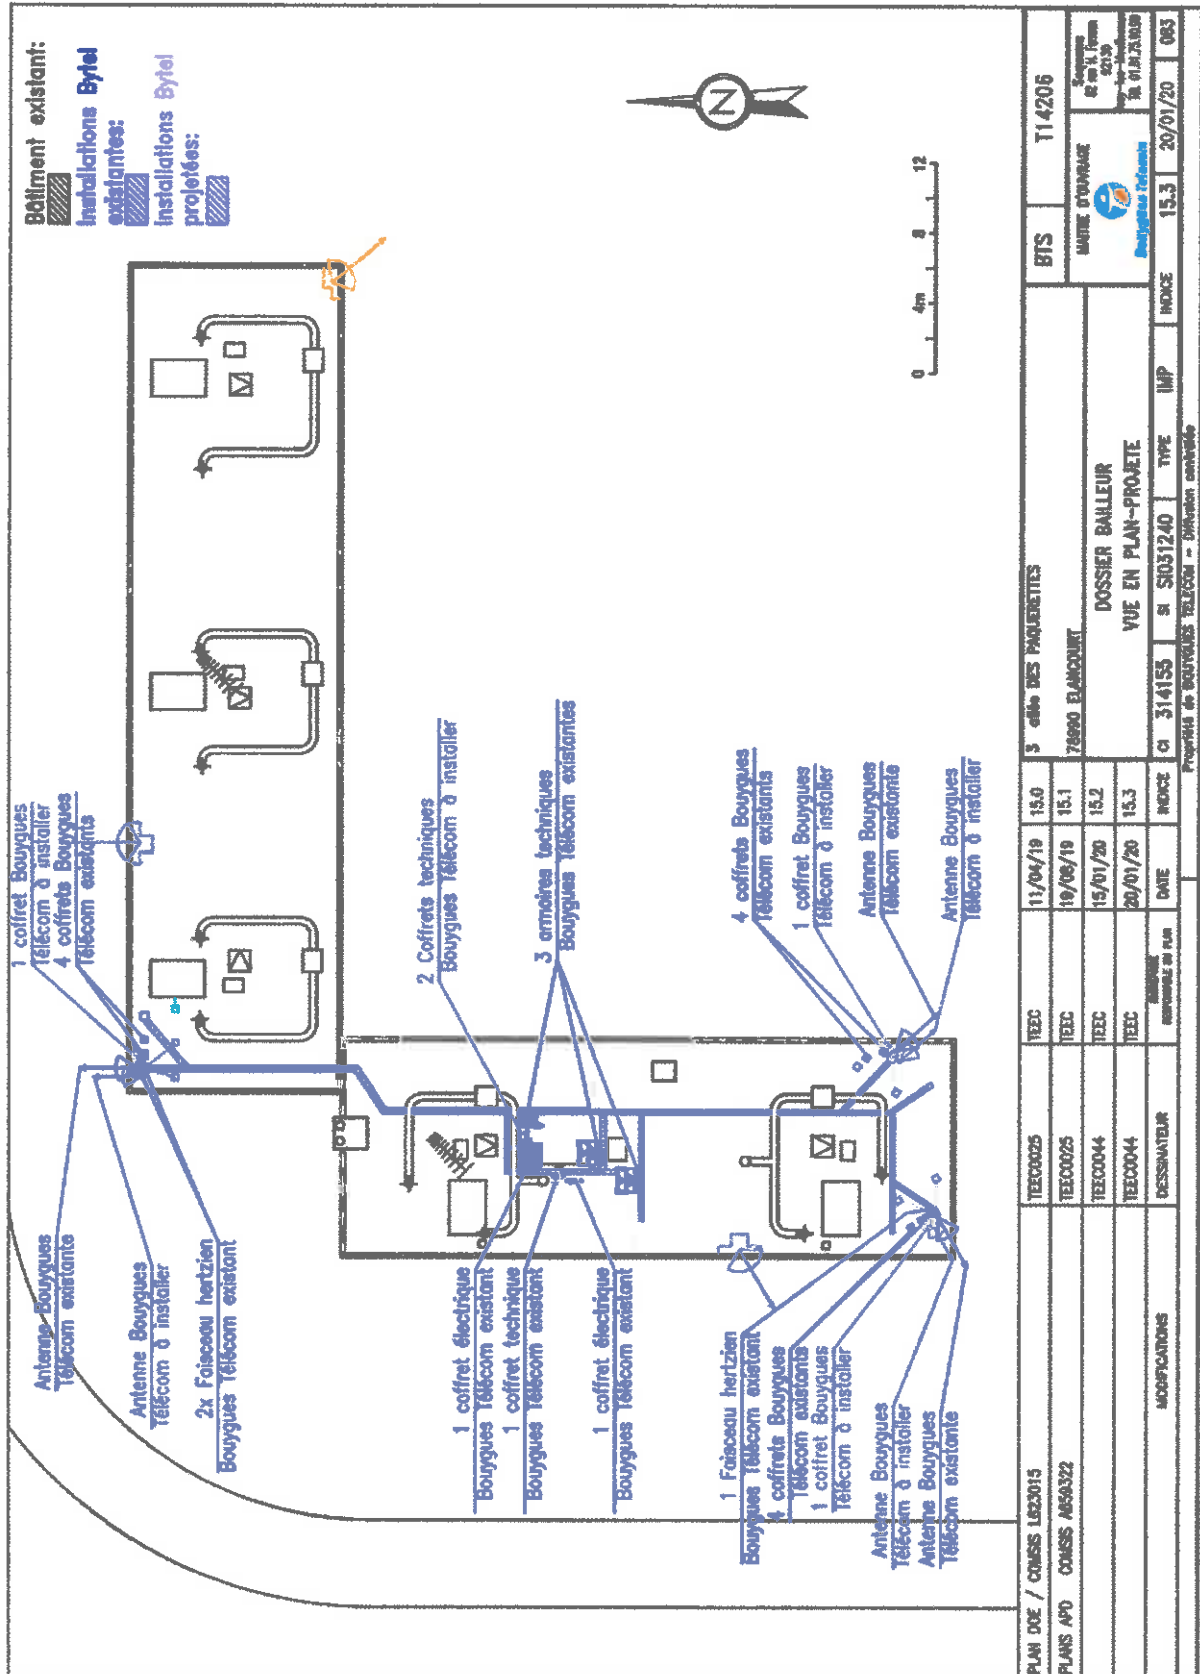 Bâtiment existant:
Installations Bytel
existantes:
Installations Bytel
projetées:
1 coffret Bouygues
Télécom à installer
4 coffrets Bouygues
Télécom existants
2 Coffrets techniques
Bouygues Télécom à installer
3 armoires techniques
Bouygues Télécom existantes
4 coffrets Bouygues
Télécom existants
1 coffret Bouygues
Télécom à installer
Antenne Bouygues
Télécom existante
Antenne Bouygues
Télécom à installer
Antenne Bouygues
Télécom existante
Antenne Bouygues
Télécom à installer
2x Faisceau hertzien
Bouygues Télécom existant
1 coffret électrique
Bouygues Télécom existant
1 coffret technique
Bouygues Télécom existant
1 coffret électrique
Bouygues Télécom existant
1 Faisceau hertzien
Bouygues Télécom existant
4 coffrets Bouygues
Télécom existants
1 coffret Bouygues
Télécom à installer
Antenne Bouygues
Télécom à installer
Antenne Bouygues
Télécom existante
N
0 4m 8 12
PLAN DOE / COMSIS L623015 TEEC0025 TEEC 11/04/19 15.0
PLANS APD COMSIS A659322 TEEC0025 TEEC 19/08/19 15.1
TEEC0044 TEEC 15/01/20 15.2
TEEC0044 TEEC 20/01/20 15.3
MODIFICATIONS DESSINATEUR RESPONSABLE DU PLAN DATE INDICE
3 allée DES PAQUERETTES
78990 ELANCOURT
BTS T14206
MAITRE D'OUVRAGE
Bouygues Telecom
DOSSIER BAILLEUR
VUE EN PLAN-PROJETE
CI 314155 SI SI031240 TYPE IMP INDICE 15.3 20/01/20 083
Propriété de BOUYGUES TELECOM - Diffusion contrôlée